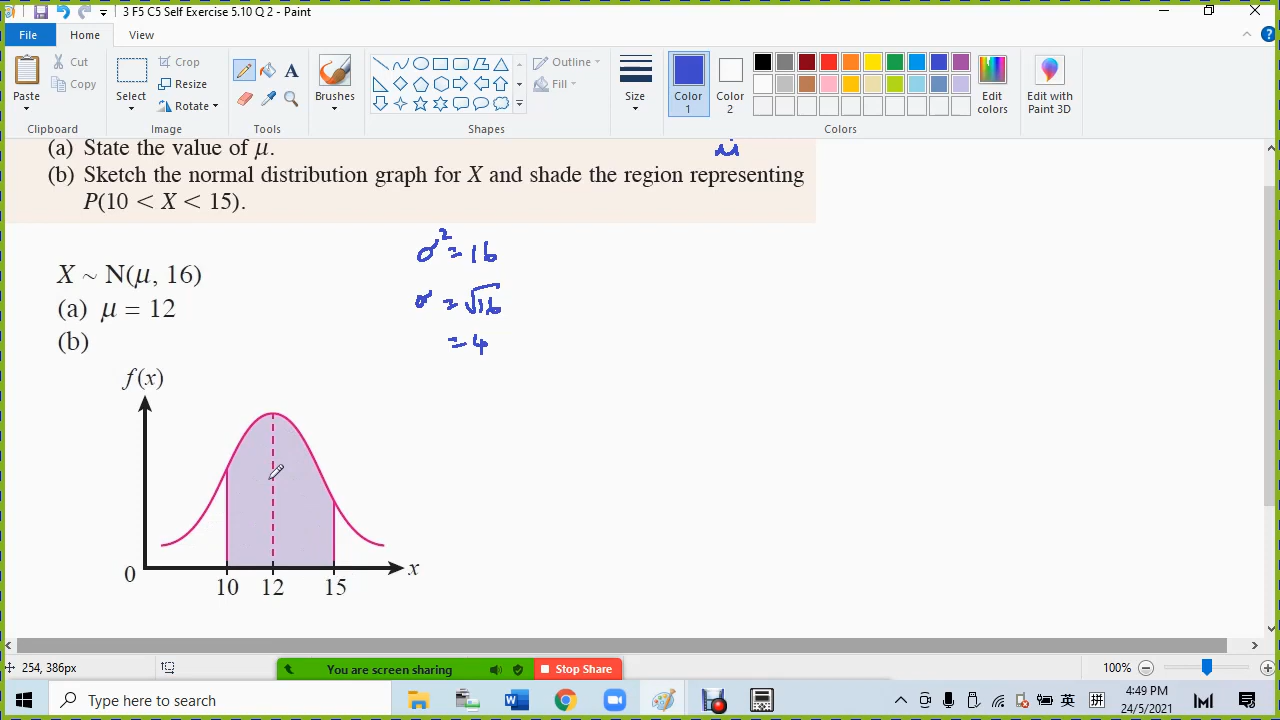 3 F5 C5 Self Exercise 5.10 Q 2 - Paint
File
Home
View
Paste
Cut
Copy
Clipboard
Select
Crop
Resize
Rotate
Image
A
Tools
Brushes
Outline
Fill
Shapes
Size
Color 1
Color 2
Edit colors
Colors
Edit with Paint 3D
(a) State the value of μ.
μ
(b) Sketch the normal distribution graph for X and shade the region representing
P(10 < X < 15).
σ² = 16
X ~ N(μ, 16)
σ = √16
(a) μ = 12
= 4
(b)
f(x)
0
10 12 15
x
254, 386px
100%
You are screen sharing
Stop Share
Type here to search
英
拼
4:49 PM
24/5/2021